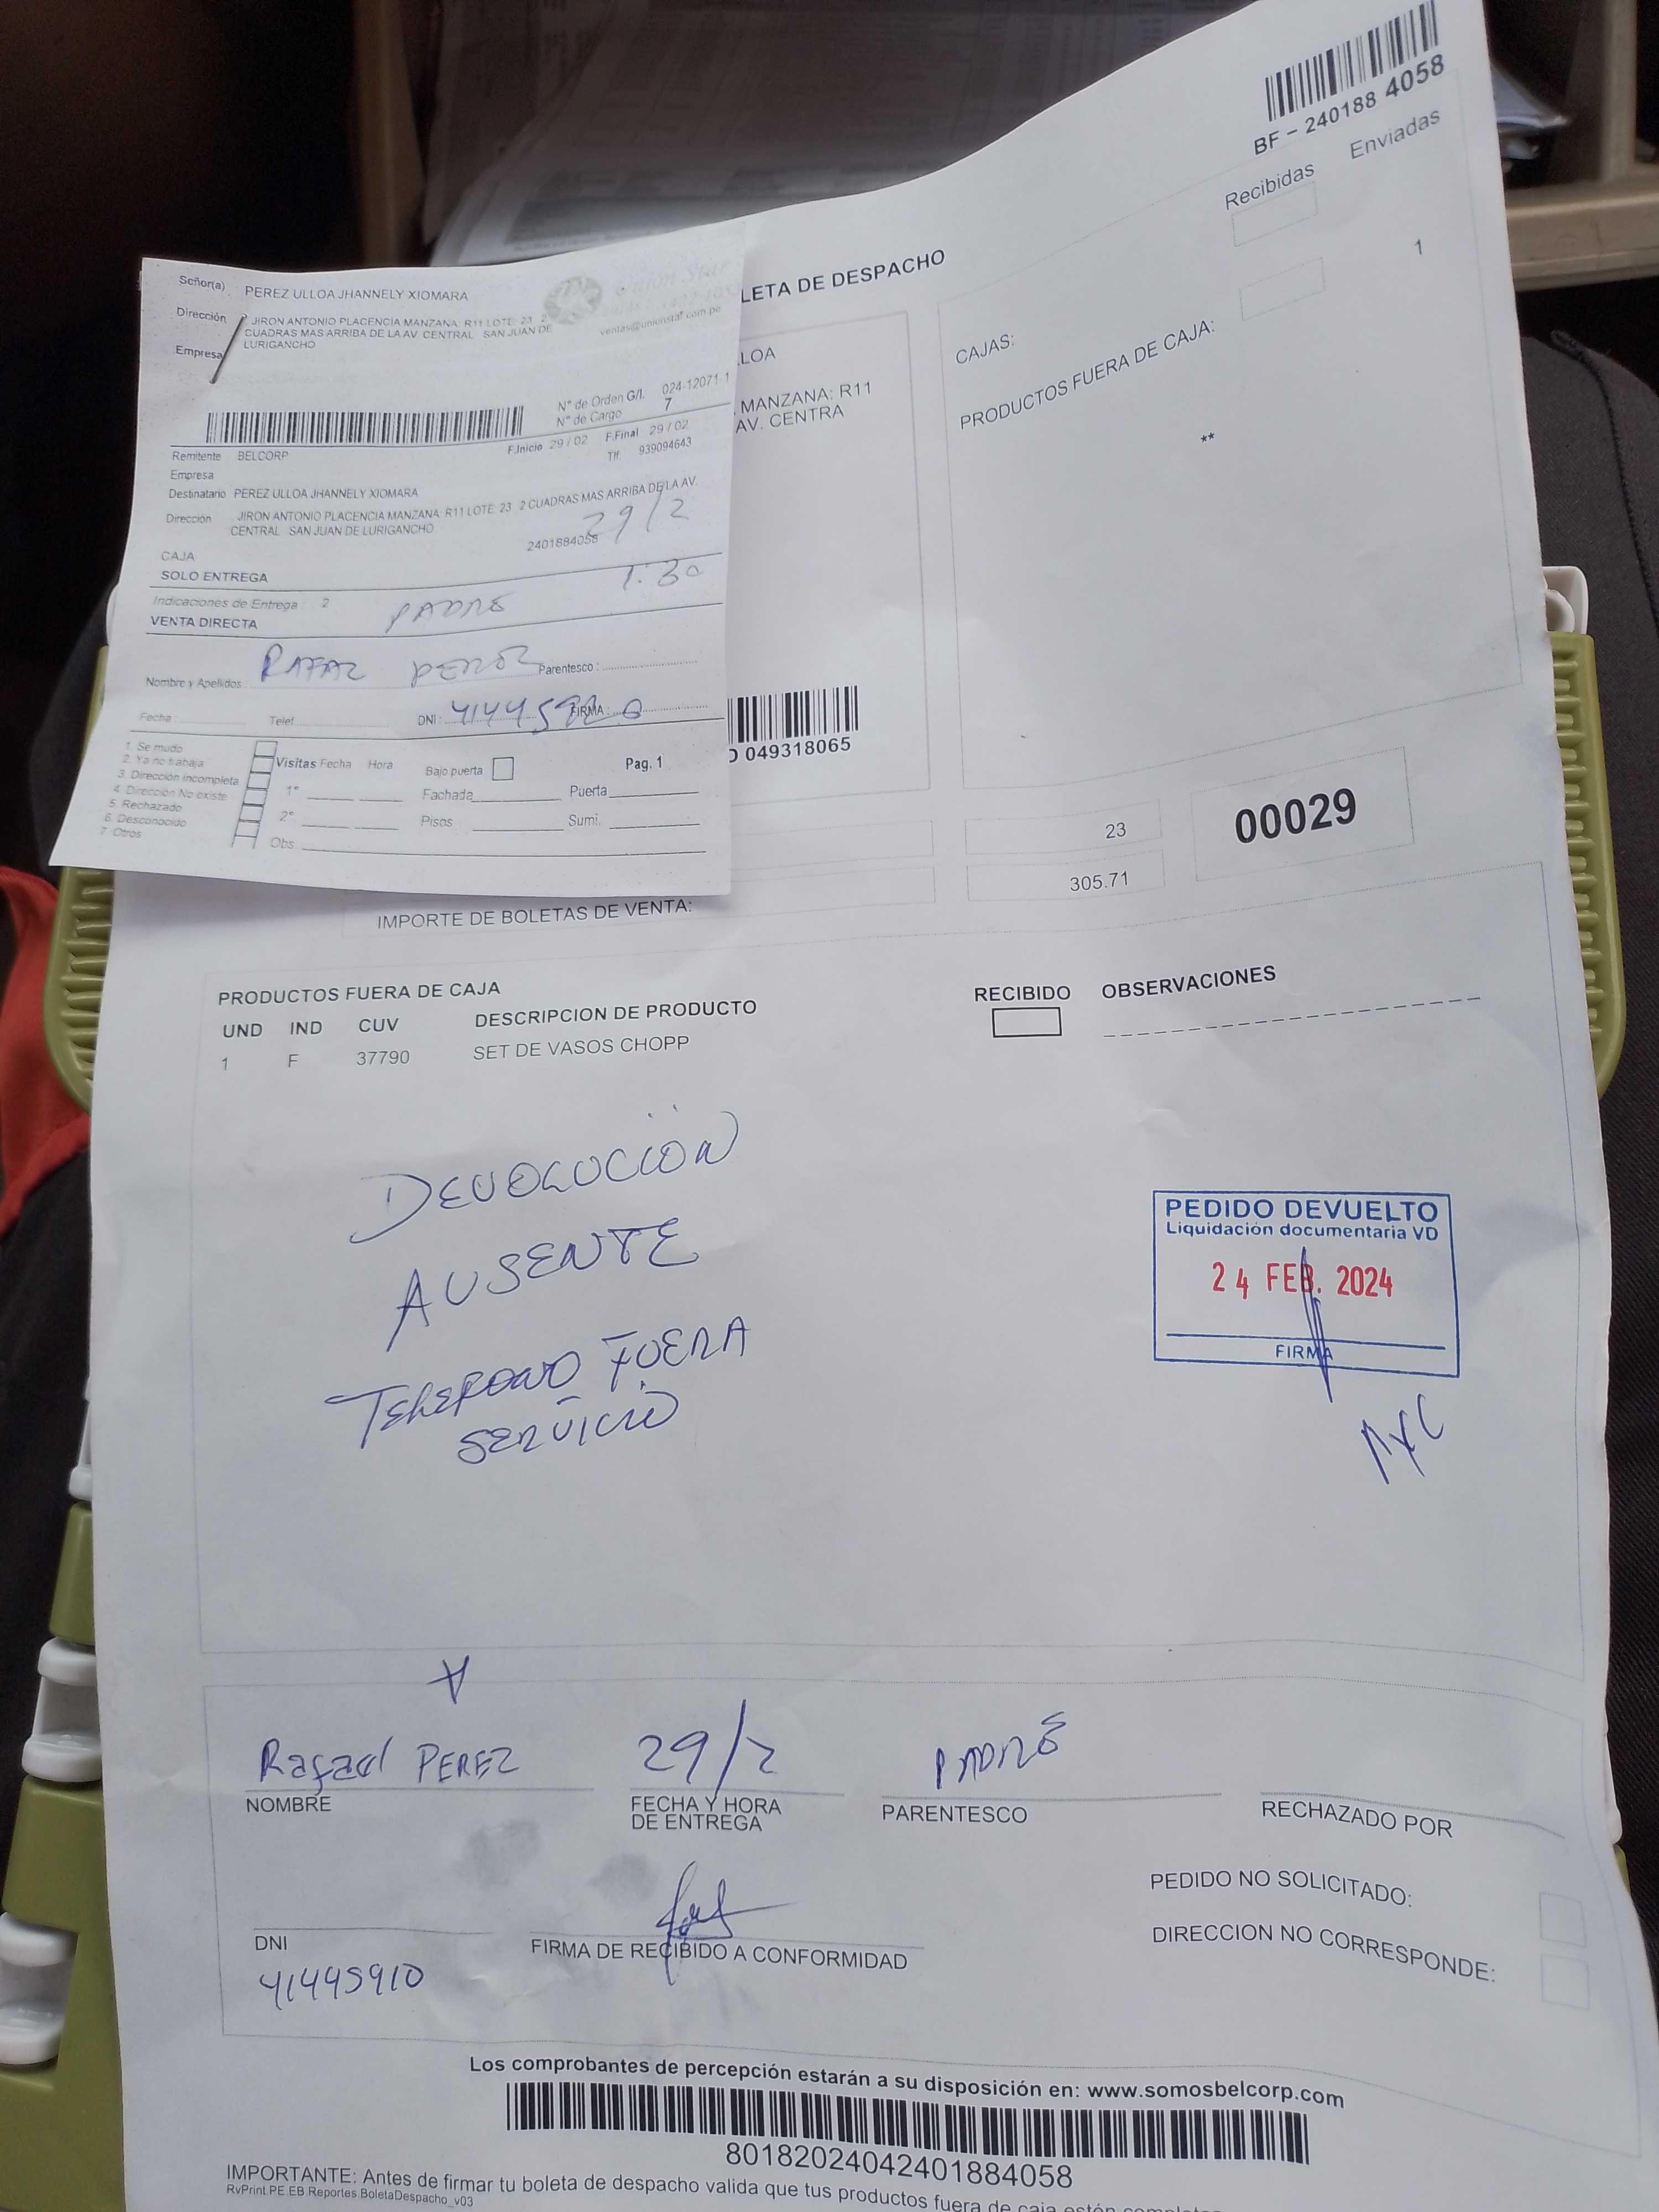 BF - 240188 4058
Recibidas Enviadas
1
LETA DE DESPACHO
CAJAS:
PRODUCTOS FUERA DE CAJA:
**
LOA
MANZANA: R11
AV. CENTRA
Señor(a) PEREZ ULLOA JHANNELY XIOMARA
Dirección JIRON ANTONIO PLACENCIA MANZANA: R11 LOTE: 23 2
CUADRAS MAS ARRIBA DE LA AV. CENTRAL SAN JUAN DE
LURIGANCHO
Empresa
ventas@unionstar.com.pe
N° de Orden G/I. 024-12071-1
N° de Cargo 7
F.Inicio 29 / 02 F.Final 29 / 02
Tlf: 939094643
Remitente BELCORP
Empresa
Destinatario PEREZ ULLOA JHANNELY XIOMARA
Dirección JIRON ANTONIO PLACENCIA MANZANA: R11 LOTE: 23 2 CUADRAS MAS ARRIBA DE LA AV.
CENTRAL SAN JUAN DE LURIGANCHO
2401884058 29/2
CAJA
SOLO ENTREGA 1:30
Indicaciones de Entrega 2 PADRE
VENTA DIRECTA
Nombre y Apellidos PEREZ Parentesco :
Fecha Telef. DNI : FIRMA :
1. Se mudo
2. Ya no trabaja
3. Dirección incompleta
4. Dirección No existe
5. Rechazado
6. Desconocido
7. Otros
Visitas Fecha Hora Bajo puerta Pag. 1
1° Fachada Puerta
2° Pisos Sumi.
Obs.
049318065
23
00029
305.71
IMPORTE DE BOLETAS DE VENTA:
PRODUCTOS FUERA DE CAJA
UND IND CUV DESCRIPCION DE PRODUCTO RECIBIDO OBSERVACIONES
1 F 37790 SET DE VASOS CHOPP
DEVOLUCION
AUSENTE
TELEFONO FUERA
SERVICIO
PEDIDO DEVUELTO
Liquidación documentaria VD
24 FEB. 2024
FIRMA
Rafael PEREZ 29/2 PADRE
NOMBRE FECHA Y HORA
DE ENTREGA PARENTESCO RECHAZADO POR
PEDIDO NO SOLICITADO:
DIRECCION NO CORRESPONDE:
DNI FIRMA DE RECIBIDO A CONFORMIDAD
41445910
Los comprobantes de percepción estarán a su disposición en: www.somosbelcorp.com
80182024042401884058
IMPORTANTE: Antes de firmar tu boleta de despacho valida que tus productos fuera de caja estén
RvPrint.PE.EB.Reportes.BoletaDespacho_v03